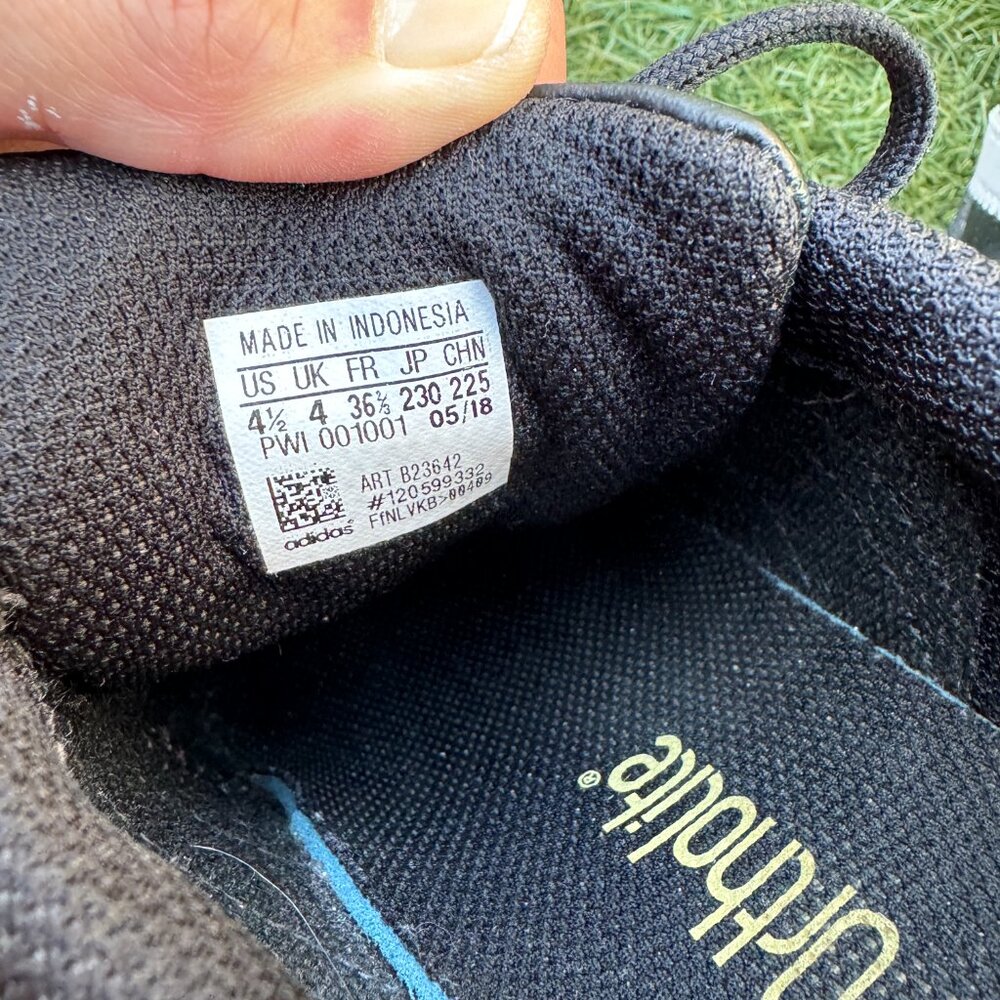 MADE IN INDONESIA
US UK FR JP CHN
4½ 4 36⅔ 230 225
PWI 001001 05/18
ART B23642
#120599332
FfNLVKB>00409
adidas®
Ortholite®